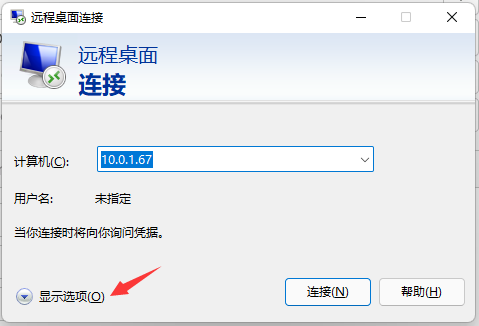 远程桌面连接
远程桌面
连接
计算机(C): 10.0.1.67
用户名: 未指定
当你连接时将向你询问凭据。
显示选项(O) 连接(N) 帮助(H)